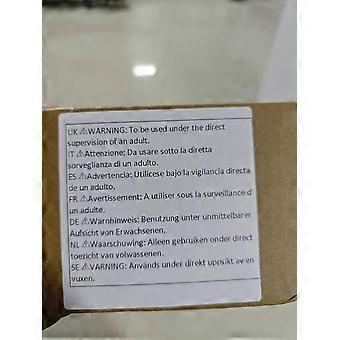 UK⚠WARNING: To be used under the direct
supervision of an adult.
IT⚠Attenzione: Da usare sotto la diretta
sorveglianza di un adulto.
ES⚠Advertencia: Utilícese bajo la vigilancia directa
de un adulto.
FR⚠Avertissement: A utiliser sous la surveillance d'
un adulte.
DE⚠Warnhinweis: Benutzung unter unmittelbarer
Aufsicht von Erwachsenen.
NL⚠Waarschuwing: Alleen gebruiken onder direct
toezicht van volwassenen.
SE⚠VARNING: Används under direkt uppsikt av en
vuxen.